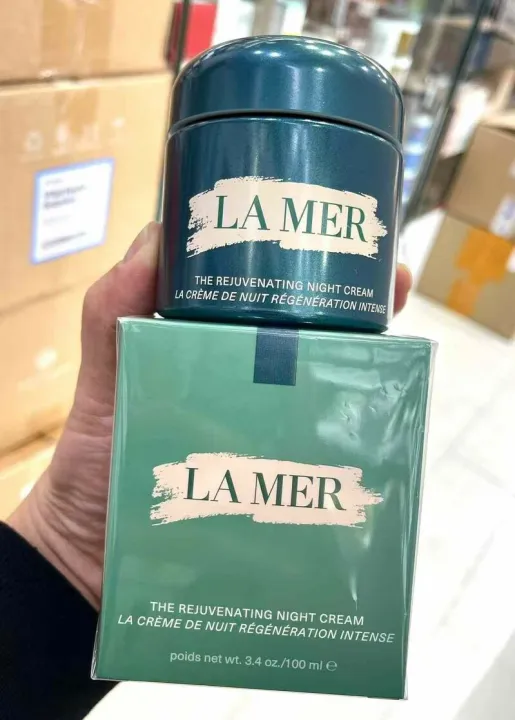 LA MER
THE REJUVENATING NIGHT CREAM
LA CRÈME DE NUIT RÉGÉNÉRATION INTENSE
LA MER
THE REJUVENATING NIGHT CREAM
LA CRÈME DE NUIT RÉGÉNÉRATION INTENSE
poids net wt. 3.4 oz./100 ml ℮